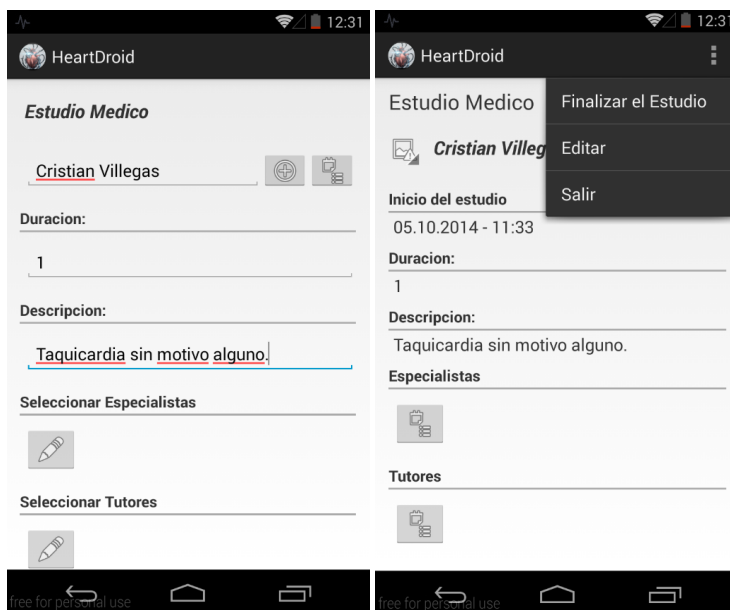 12:31
HeartDroid
Estudio Medico
Cristian Villegas
Duracion:
1
Descripcion:
Taquicardia sin motivo alguno.
Seleccionar Especialistas
Seleccionar Tutores
free for personal use
12:31
HeartDroid
Finalizar el Estudio
Editar
Salir
Estudio Medico
Cristian Villeg
Inicio del estudio
05.10.2014 - 11:33
Duracion:
1
Descripcion:
Taquicardia sin motivo alguno.
Especialistas
Tutores
free for personal use